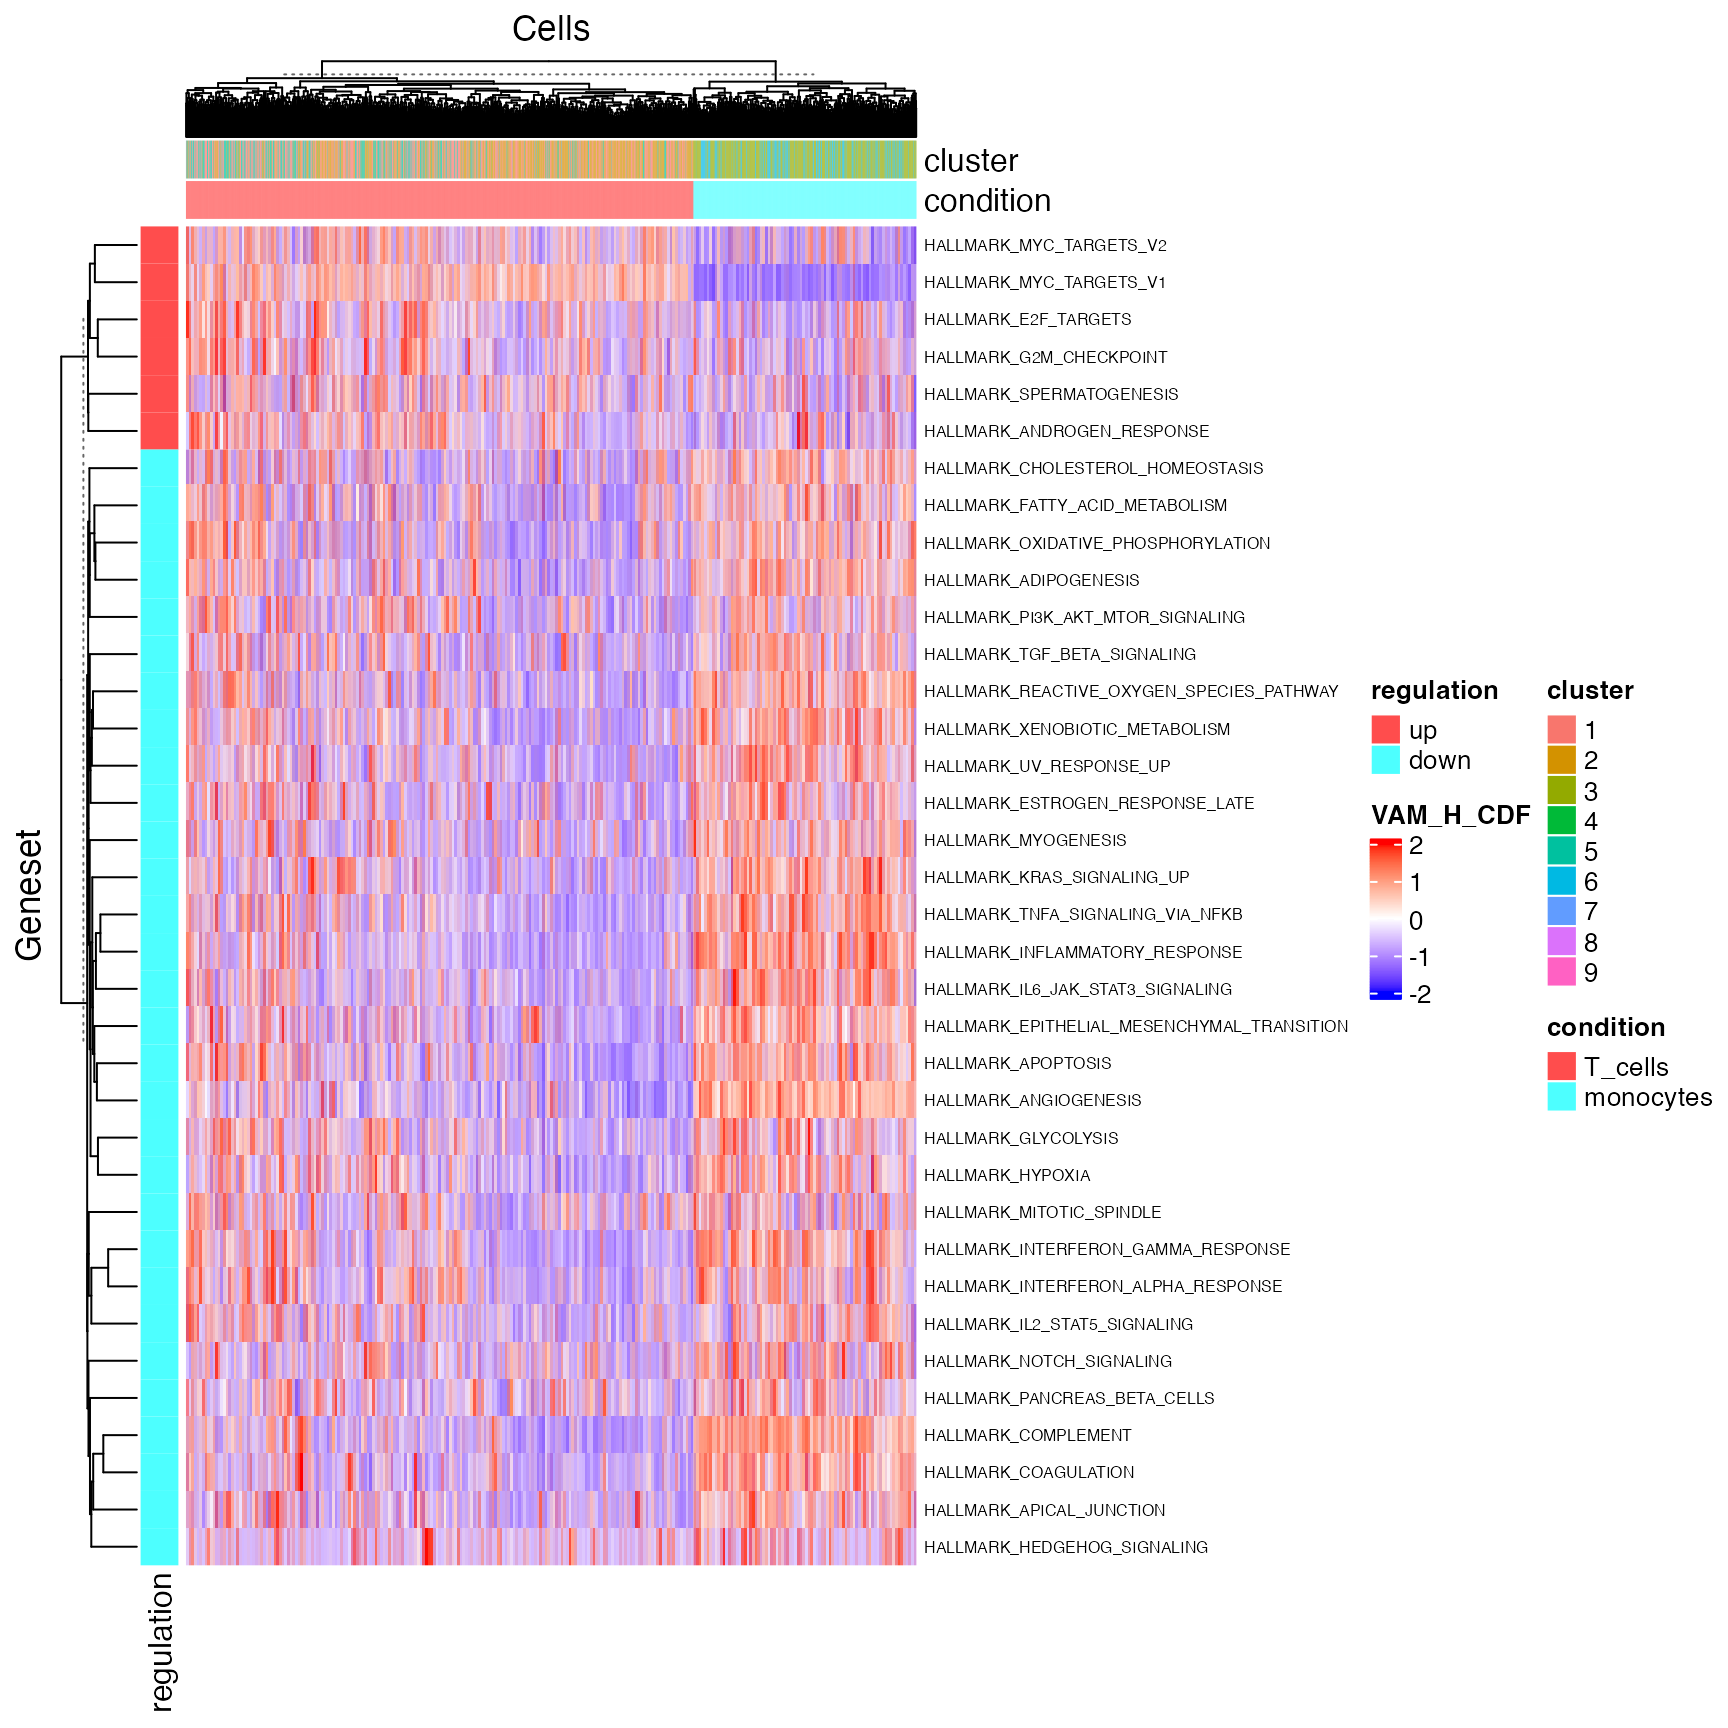 Cells
cluster
condition
HALLMARK_MYC_TARGETS_V2
HALLMARK_MYC_TARGETS_V1
HALLMARK_E2F_TARGETS
HALLMARK_G2M_CHECKPOINT
HALLMARK_SPERMATOGENESIS
HALLMARK_ANDROGEN_RESPONSE
HALLMARK_CHOLESTEROL_HOMEOSTASIS
HALLMARK_FATTY_ACID_METABOLISM
HALLMARK_OXIDATIVE_PHOSPHORYLATION
HALLMARK_ADIPOGENESIS
HALLMARK_PI3K_AKT_MTOR_SIGNALING
HALLMARK_TGF_BETA_SIGNALING
HALLMARK_REACTIVE_OXYGEN_SPECIES_PATHWAY
HALLMARK_XENOBIOTIC_METABOLISM
HALLMARK_UV_RESPONSE_UP
HALLMARK_ESTROGEN_RESPONSE_LATE
HALLMARK_MYOGENESIS
HALLMARK_KRAS_SIGNALING_UP
HALLMARK_TNFA_SIGNALING_VIA_NFKB
HALLMARK_INFLAMMATORY_RESPONSE
HALLMARK_IL6_JAK_STAT3_SIGNALING
HALLMARK_EPITHELIAL_MESENCHYMAL_TRANSITION
HALLMARK_APOPTOSIS
HALLMARK_ANGIOGENESIS
HALLMARK_GLYCOLYSIS
HALLMARK_HYPOXIA
HALLMARK_MITOTIC_SPINDLE
HALLMARK_INTERFERON_GAMMA_RESPONSE
HALLMARK_INTERFERON_ALPHA_RESPONSE
HALLMARK_IL2_STAT5_SIGNALING
HALLMARK_NOTCH_SIGNALING
HALLMARK_PANCREAS_BETA_CELLS
HALLMARK_COMPLEMENT
HALLMARK_COAGULATION
HALLMARK_APICAL_JUNCTION
HALLMARK_HEDGEHOG_SIGNALING
Geneset
regulation
regulation
up
down
VAM_H_CDF
2
1
0
-1
-2
cluster
1
2
3
4
5
6
7
8
9
condition
T_cells
monocytes